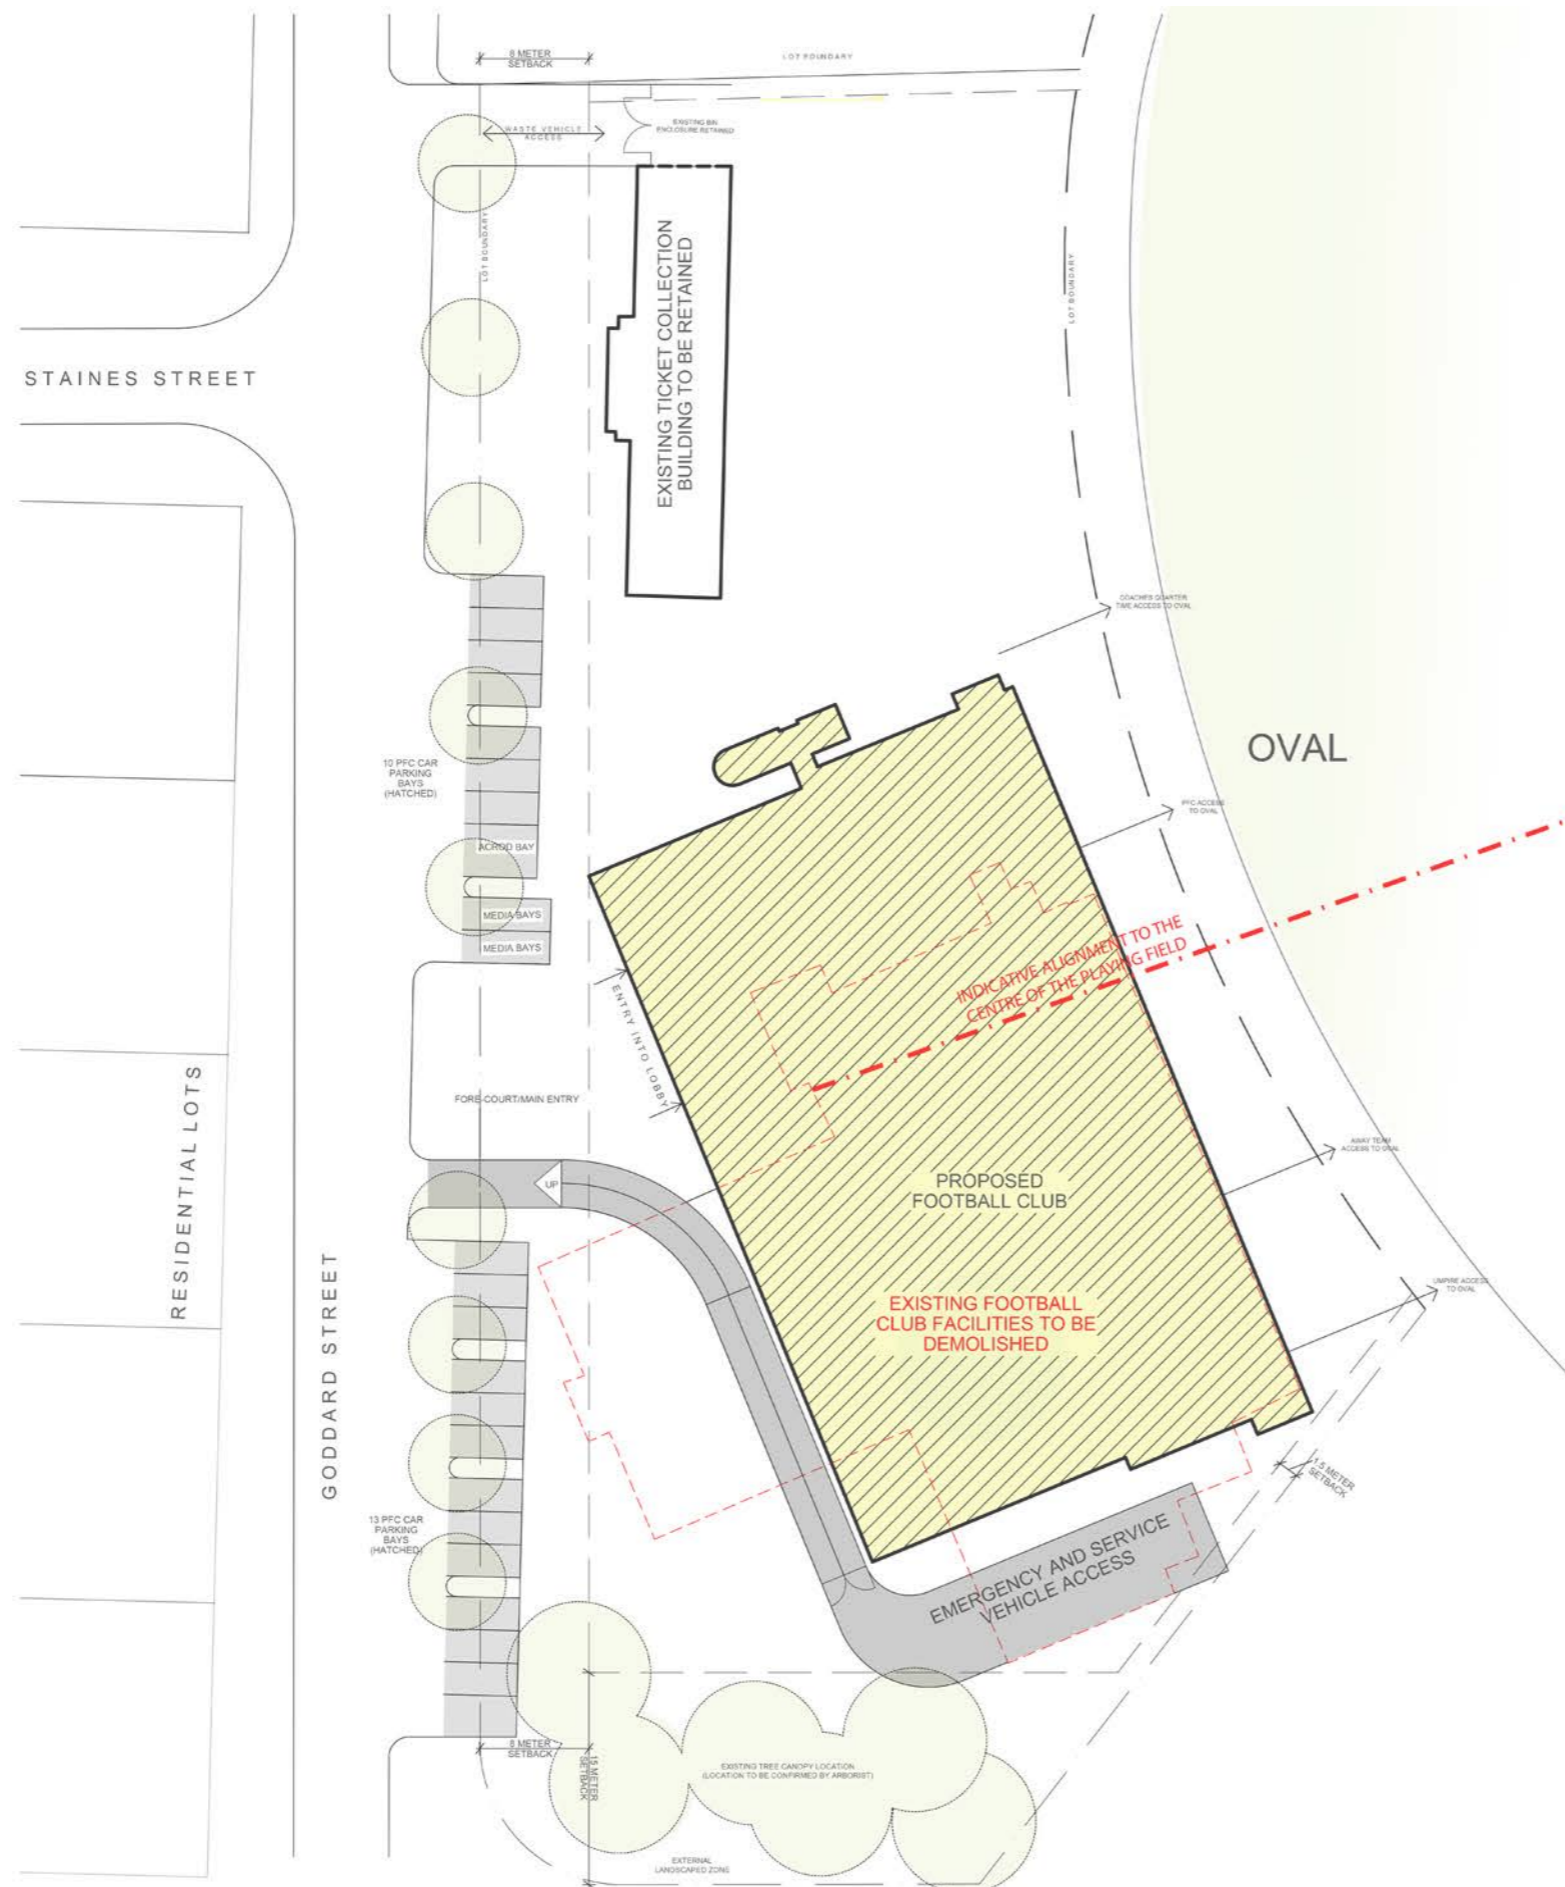 8 METER
SETBACK
LOT BOUNDARY
WASTE VEHICLE
ACCESS
EXISTING BIN
ENCLOSURE RETAINED
LOT BOUNDARY
EXISTING TICKET COLLECTION
BUILDING TO BE RETAINED
LOT BOUNDARY
STAINES STREET
COACHES QUARTER
TIME ACCESS TO OVAL
OVAL
10 PFC CAR
PARKING
BAYS
(HATCHED)
PFC ACCESS
TO OVAL
ACROD BAY
MEDIA BAYS
MEDIA BAYS
INDICATIVE ALIGNMENT TO THE
CENTRE OF THE PLAYING FIELD
ENTRY INTO LOBBY
FORE-COURT/MAIN ENTRY
RESIDENTIAL LOTS
AWAY TEAM
ACCESS TO OVAL
UP
PROPOSED
FOOTBALL CLUB
GODDARD STREET
UMPIRE ACCESS
TO OVAL
EXISTING FOOTBALL
CLUB FACILITIES TO BE
DEMOLISHED
1.5 METER
SETBACK
13 PFC CAR
PARKING
BAYS
(HATCHED)
EMERGENCY AND SERVICE
VEHICLE ACCESS
8 METER
SETBACK
15 METER
SETBACK
EXISTING TREE CANOPY LOCATION
(LOCATION TO BE CONFIRMED BY ARBORIST)
EXTERNAL
LANDSCAPED ZONE